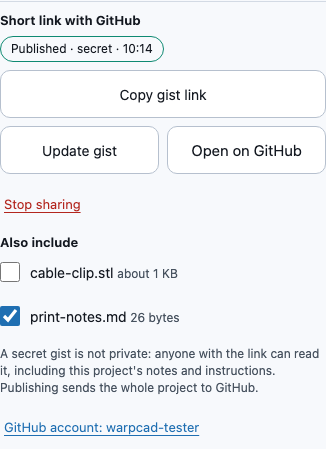 Short link with GitHub
Published · secret · 10:14
Copy gist link
Update gist
Open on GitHub
Stop sharing
Also include
cable-clip.stl about 1 KB
print-notes.md 26 bytes
A secret gist is not private: anyone with the link can read
it, including this project's notes and instructions.
Publishing sends the whole project to GitHub.
GitHub account: warpcad-tester